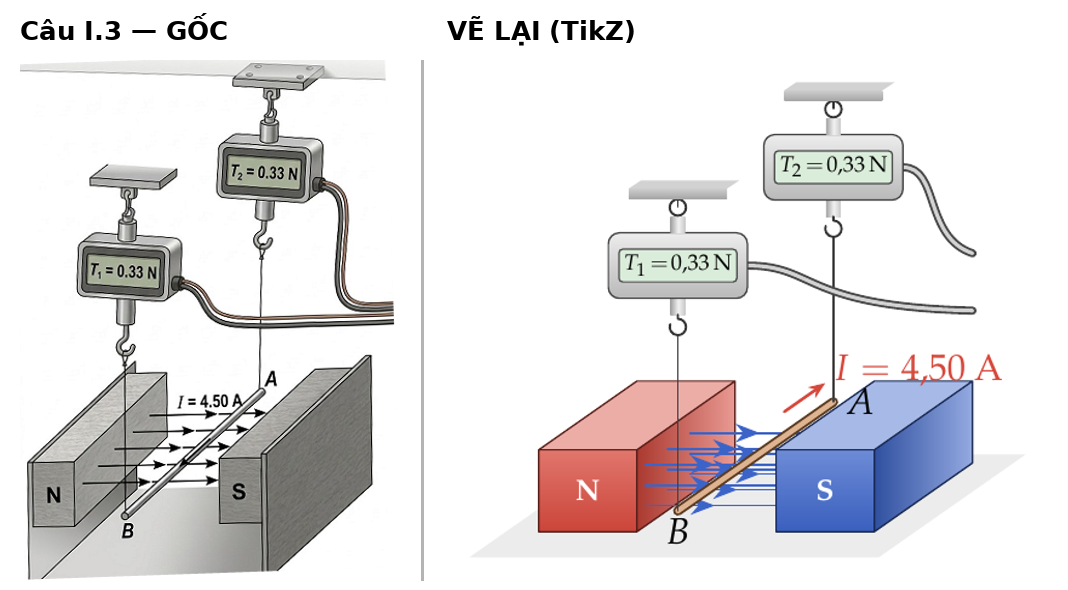 Câu I.3 — GỐC
VẼ LẠI (TikZ)
T₂ = 0.33 N
T₁ = 0.33 N
I = 4.50 A
A
N
S
B
T₂ = 0,33 N
T₁ = 0,33 N
I = 4,50 A
A
N
S
B